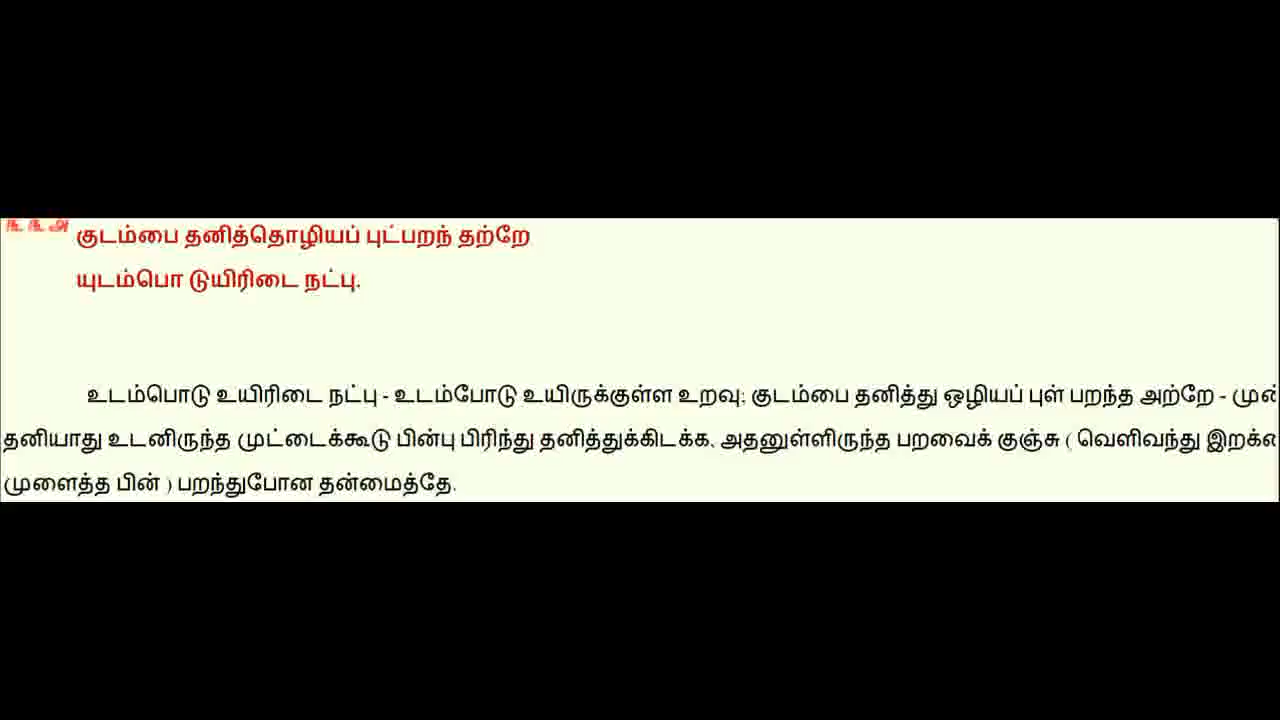 ௩௩௮
குடம்பை தனித்தொழியப் புட்பறந் தற்றே
யுடம்பொ டுயிரிடை நட்பு.
உடம்பொடு உயிரிடை நட்பு - உடம்போடு உயிருக்குள்ள உறவு; குடம்பை தனித்து ஒழியப் புள் பறந்த அற்றே -
தனியாது உடனிருந்த முட்டைக்கூடு பின்பு பிரிந்து தனித்துக்கிடக்க, அதனுள்ளிருந்த பறவைக் குஞ்சு ( வெளிவந்து
முளைத்த பின் ) பறந்துபோன தன்மைத்தே.